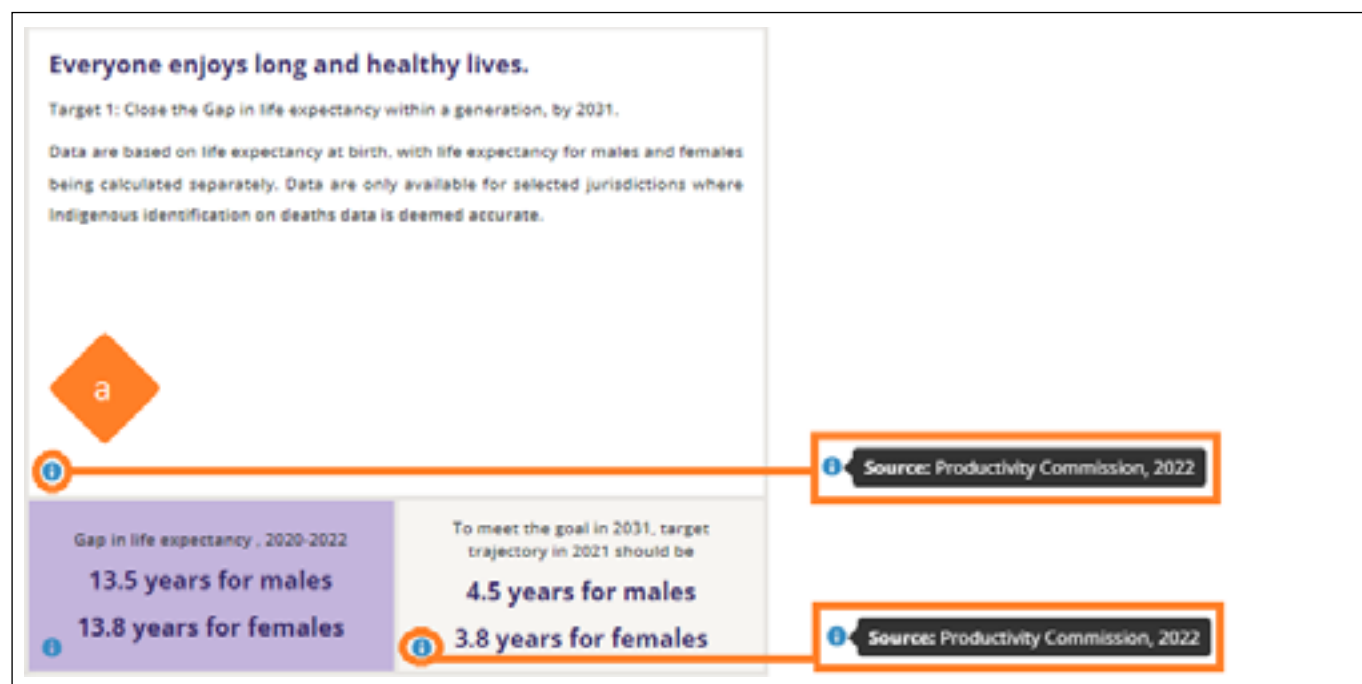 Everyone enjoys long and healthy lives.
Target 1: Close the Gap in life expectancy within a generation, by 2031.
Data are based on life expectancy at birth, with life expectancy for males and females
being calculated separately. Data are only available for selected jurisdictions where
Indigenous identification on deaths data is deemed accurate.
a
Source: Productivity Commission, 2022
Gap in life expectancy , 2020-2022
13.5 years for males
13.8 years for females
To meet the goal in 2031, target
trajectory in 2021 should be
4.5 years for males
3.8 years for females
Source: Productivity Commission, 2022